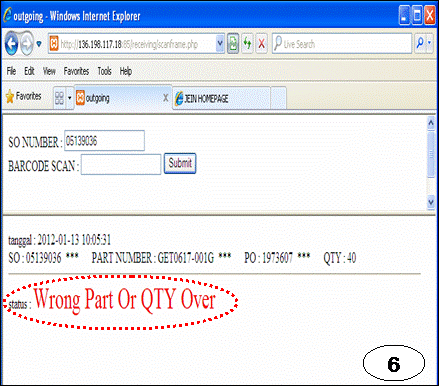 outgoing - Windows Internet Explorer
http://136.198.117.18:85/receiving/scanframe.php
Live Search
File Edit View Favorites Tools Help
Favorites
outgoing
JEIN HOMEPAGE
SO NUMBER : 05139036
BARCODE SCAN : Submit
tanggal : 2012-01-13 10:05:31
SO : 05139036 *** PART NUMBER : GET0617-001G *** PO : 1973607 *** QTY : 40
status : Wrong Part Or QTY Over
6